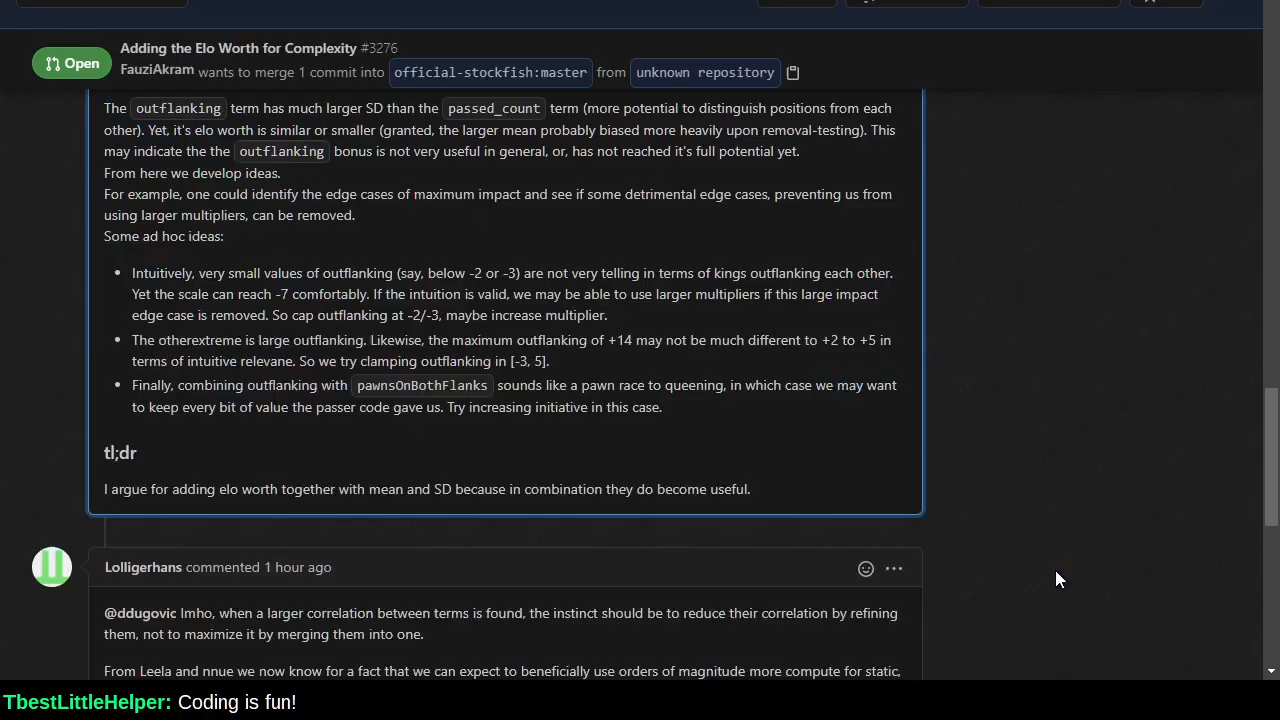 Adding the Elo Worth for Complexity #3276
Open
FauziAkram wants to merge 1 commit into official-stockfish:master from unknown repository
The outflanking term has much larger SD than the passed_count term (more potential to distinguish positions from each
other). Yet, it's elo worth is similar or smaller (granted, the larger mean probably biased more heavily upon removal-testing). This
may indicate the the outflanking bonus is not very useful in general, or, has not reached it's full potential yet.
From here we develop ideas.
For example, one could identify the edge cases of maximum impact and see if some detrimental edge cases, preventing us from
using larger multipliers, can be removed.
Some ad hoc ideas:
• Intuitively, very small values of outflanking (say, below -2 or -3) are not very telling in terms of kings outflanking each other.
Yet the scale can reach -7 comfortably. If the intuition is valid, we may be able to use larger multipliers if this large impact
edge case is removed. So cap outflanking at -2/-3, maybe increase multiplier.
• The otherextreme is large outflanking. Likewise, the maximum outflanking of +14 may not be much different to +2 to +5 in
terms of intuitive relevane. So we try clamping outflanking in [-3, 5].
• Finally, combining outflanking with pawnsOnBothFlanks sounds like a pawn race to queening, in which case we may want
to keep every bit of value the passer code gave us. Try increasing initiative in this case.
tl;dr
I argue for adding elo worth together with mean and SD because in combination they do become useful.
Lolligerhans commented 1 hour ago
@ddugovic Imho, when a larger correlation between terms is found, the instinct should be to reduce their correlation by refining
them, not to maximize it by merging them into one.
From Leela and nnue we now know for a fact that we can expect to beneficially use orders of magnitude more compute for static,
TbestLittleHelper: Coding is fun!